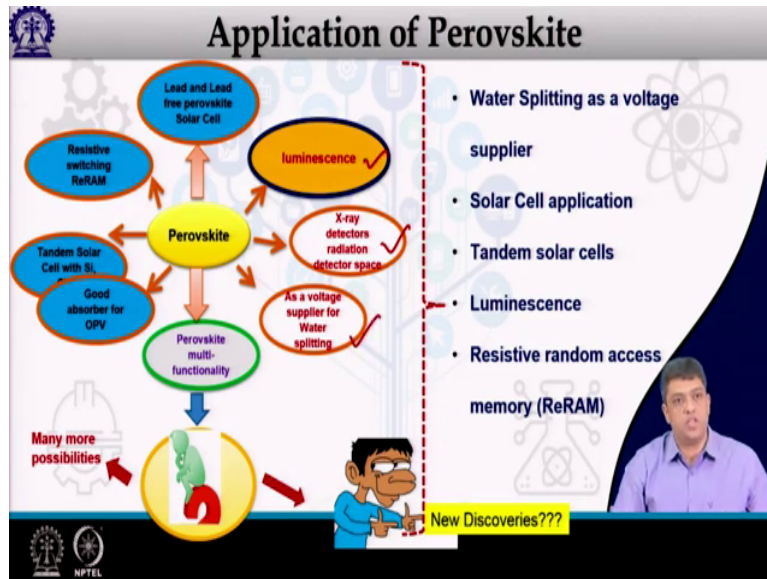 Application of Perovskite
Lead and Lead
free perovskite
Solar Cell
Resistive
switching
ReRAM
luminescence
Perovskite
X-ray
detectors
radiation
detector space
Tandem Solar
Cell with Si,
Good
absorber for
OPV
As a voltage
supplier for
Water
splitting
Perovskite
multi-
functionality
Many more
possibilities
• Water Splitting as a voltage
supplier
• Solar Cell application
• Tandem solar cells
• Luminescence
• Resistive random access
memory (ReRAM)
New Discoveries???
NPTEL